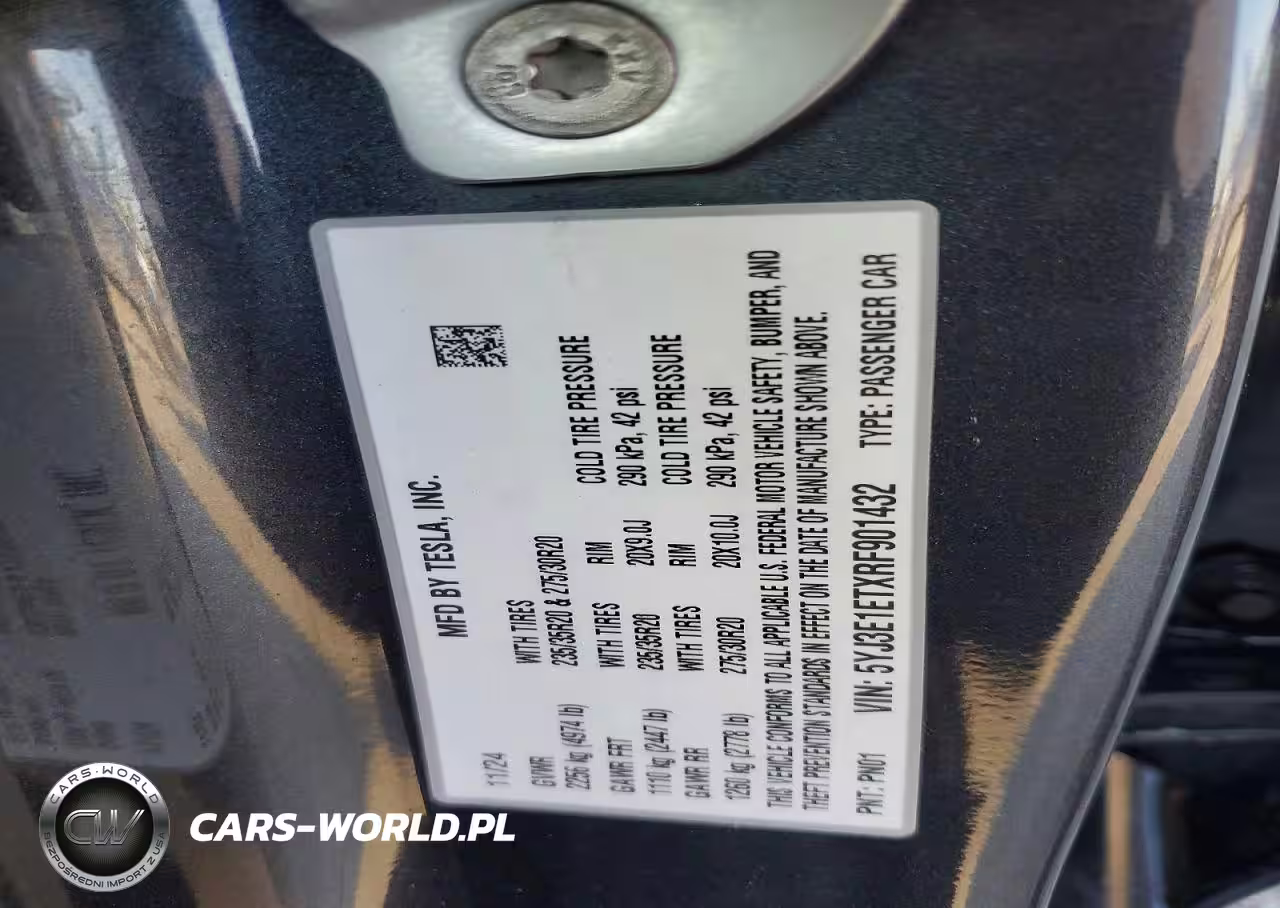 MFD BY TESLA, INC.
11/24
GVWR WITH TIRES
2256 kg (4974 lb) 235/35R20 & 275/30R20 COLD TIRE PRESSURE
GAWR FRT WITH TIRES RIM 290 kPa, 42 psi
1110 kg (2447 lb) 235/35R20 20X9.0J COLD TIRE PRESSURE
GAWR RR WITH TIRES RIM 290 kPa, 42 psi
1260 kg (2778 lb) 275/30R20 20X10.0J
THIS VEHICLE CONFORMS TO ALL APPLICABLE U.S. FEDERAL MOTOR VEHICLE SAFETY, BUMPER, AND
THEFT PREVENTION STANDARDS IN EFFECT ON THE DATE OF MANUFACTURE SHOWN ABOVE.
PNT: PN01 VIN: 5YJ3E1ETXRF901432 TYPE: PASSENGER CAR
CARS-WORLD
CW
BEZPOŚREDNI IMPORT Z USA
CARS-WORLD.PL